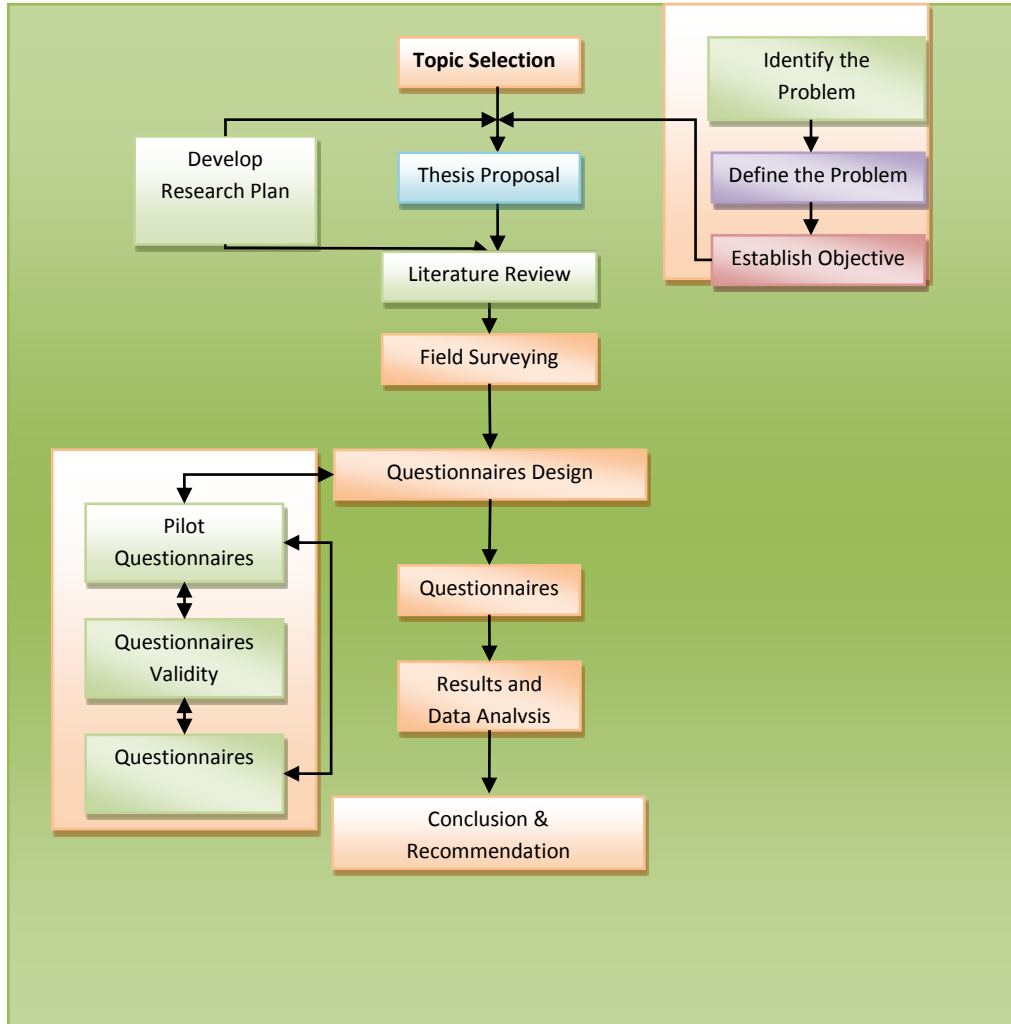 Topic Selection
Identify the
Problem
Develop
Research Plan
Thesis Proposal
Define the Problem
Establish Objective
Literature Review
Field Surveying
Questionnaires Design
Pilot
Questionnaires
Questionnaires
Validity
Questionnaires
Questionnaires
Results and
Data Analysis
Conclusion &
Recommendation